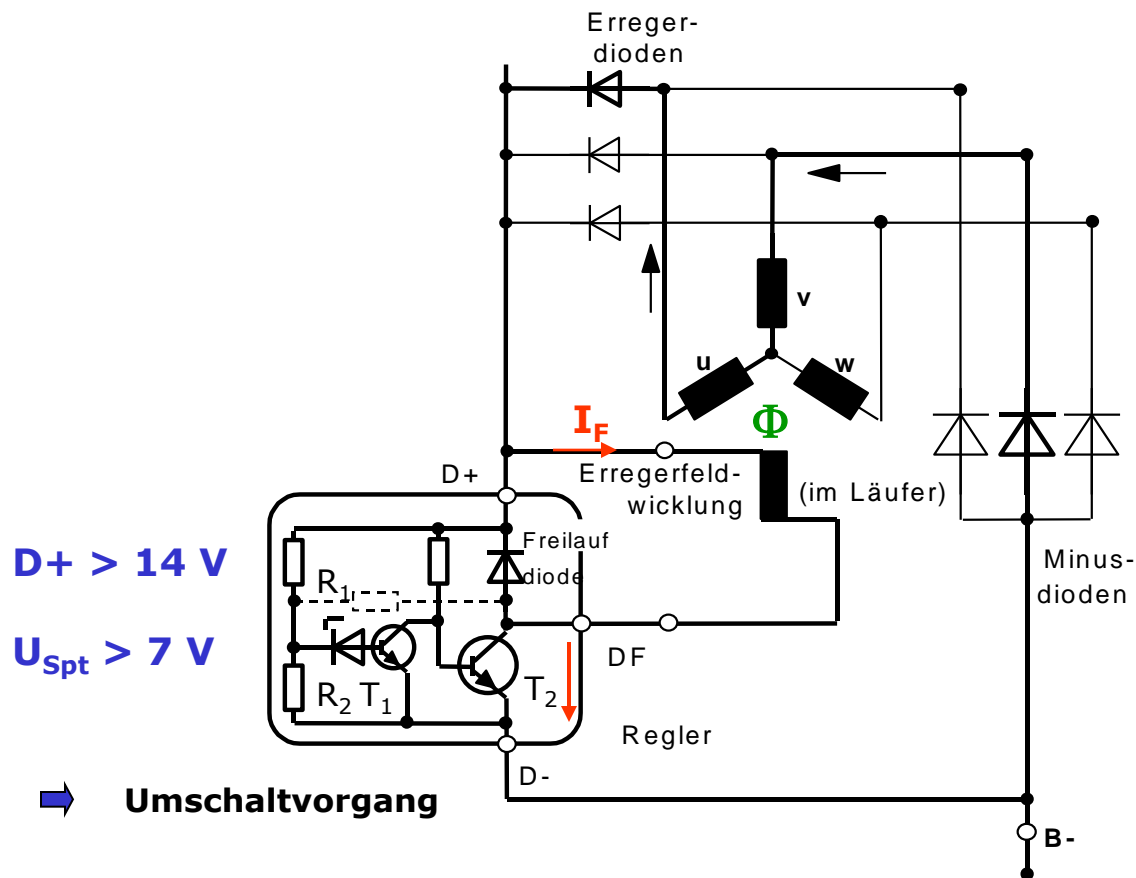 Erreger-
dioden
v
u
w
Φ
I_F
Erregerfeld-
wicklung
(im Läufer)
D+
Freilauf
diode
D+ > 14 V
R₁
Minus-
dioden
U_Spt > 7 V
DF
R₂ T₁
T₂
Regler
D-
Umschaltvorgang
B-